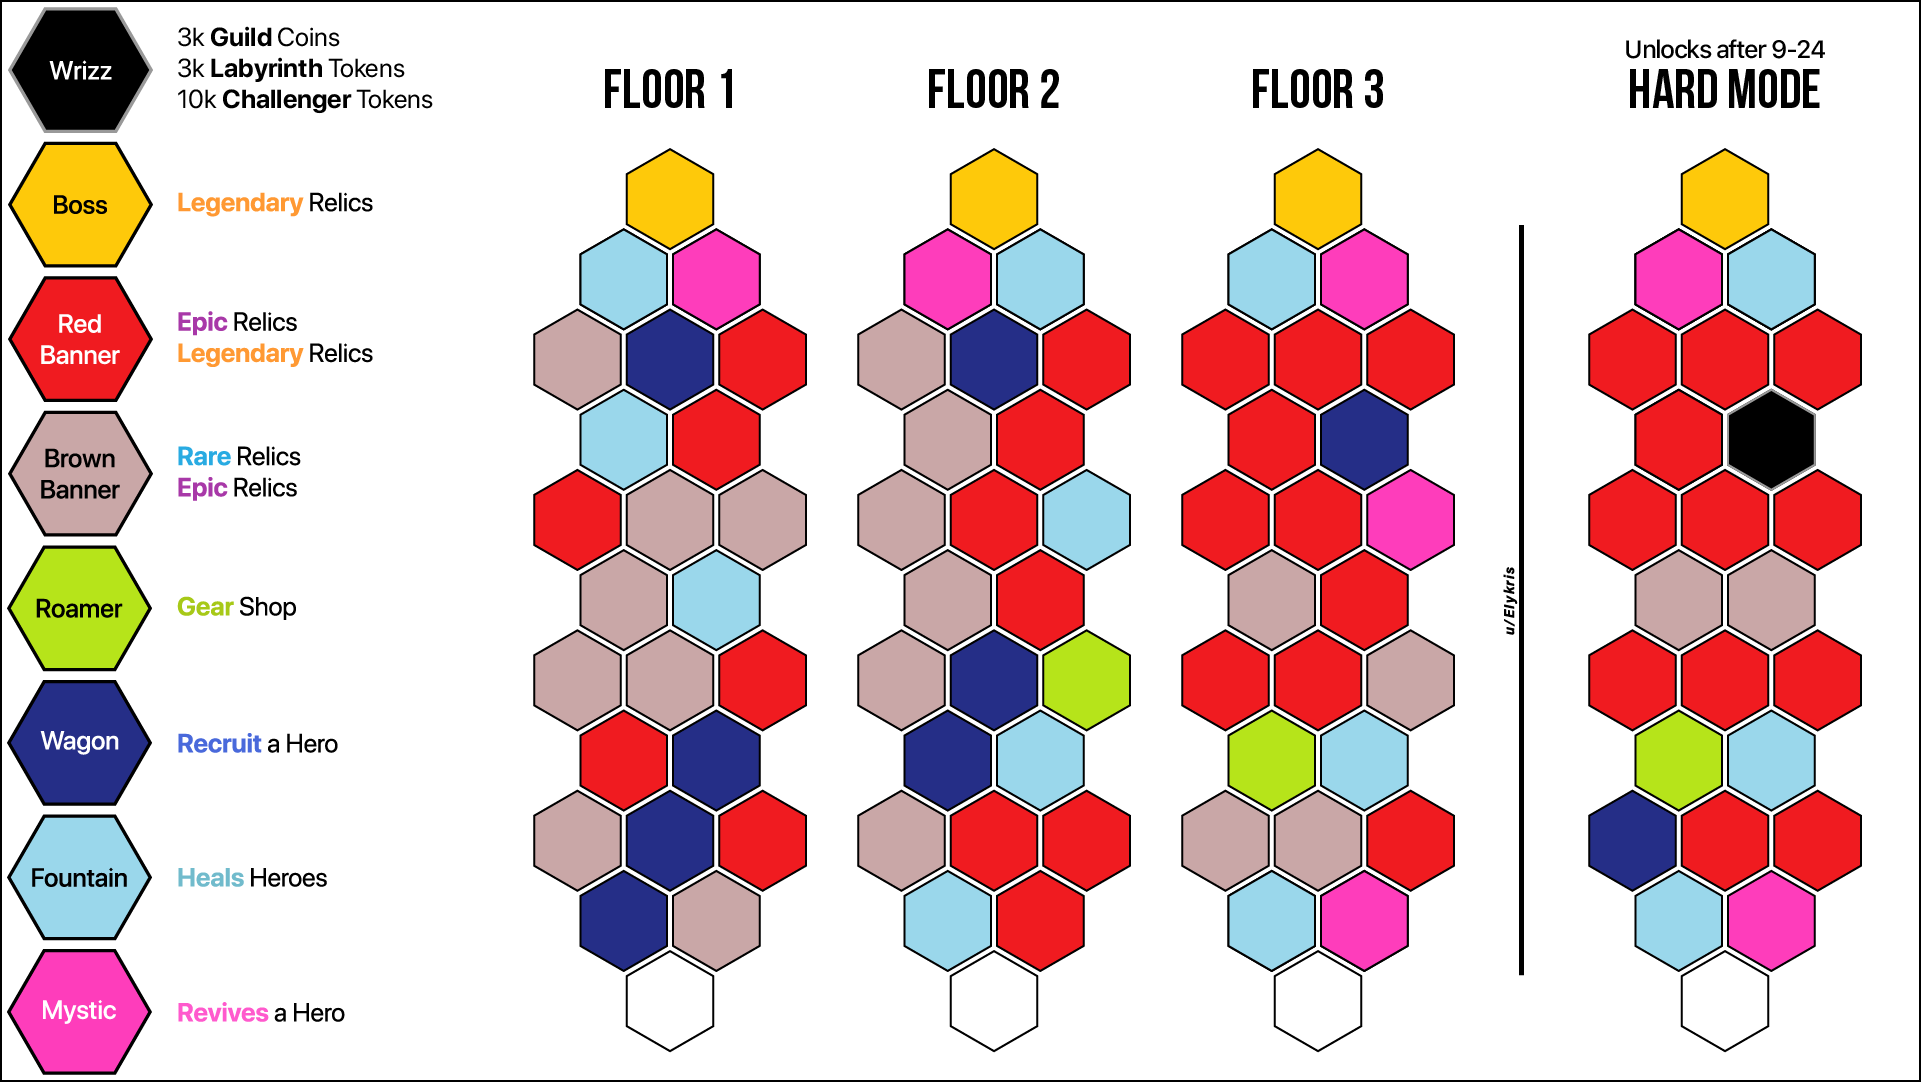 Wrizz
3k Guild Coins
3k Labyrinth Tokens
10k Challenger Tokens
Boss
Legendary Relics
Red
Banner
Epic Relics
Legendary Relics
Brown
Banner
Rare Relics
Epic Relics
Roamer
Gear Shop
Wagon
Recruit a Hero
Fountain
Heals Heroes
Mystic
Revives a Hero
FLOOR 1
FLOOR 2
FLOOR 3
Unlocks after 9-24
HARD MODE
u/Elykris